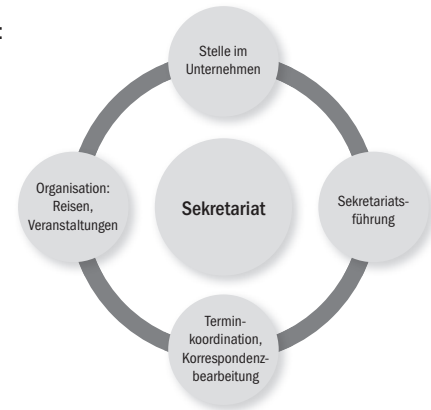 :
Stelle im
Unternehmen
Organisation:
Reisen,
Veranstaltungen
Sekretariat
Sekretariats-
führung
Termin-
koordination,
Korrespondenz-
bearbeitung